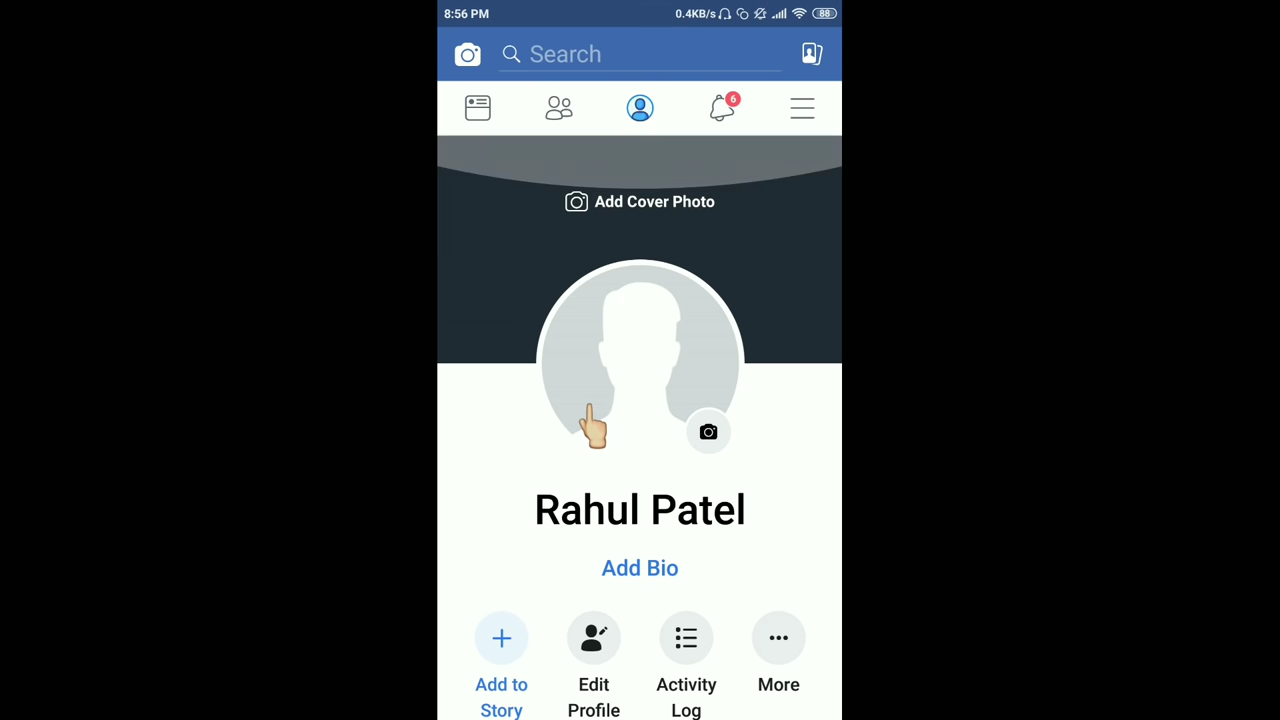 8:56 PM 0.4KB/s 88
Search
6
Add Cover Photo
Rahul Patel
Add Bio
Add to Story
Edit Profile
Activity Log
More